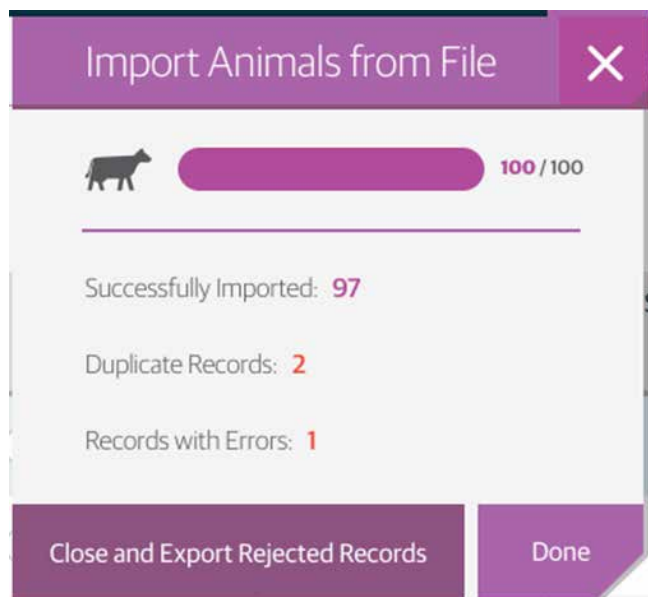 Import Animals from File
100 / 100
Successfully Imported: 97
Duplicate Records: 2
Records with Errors: 1
Close and Export Rejected Records
Done